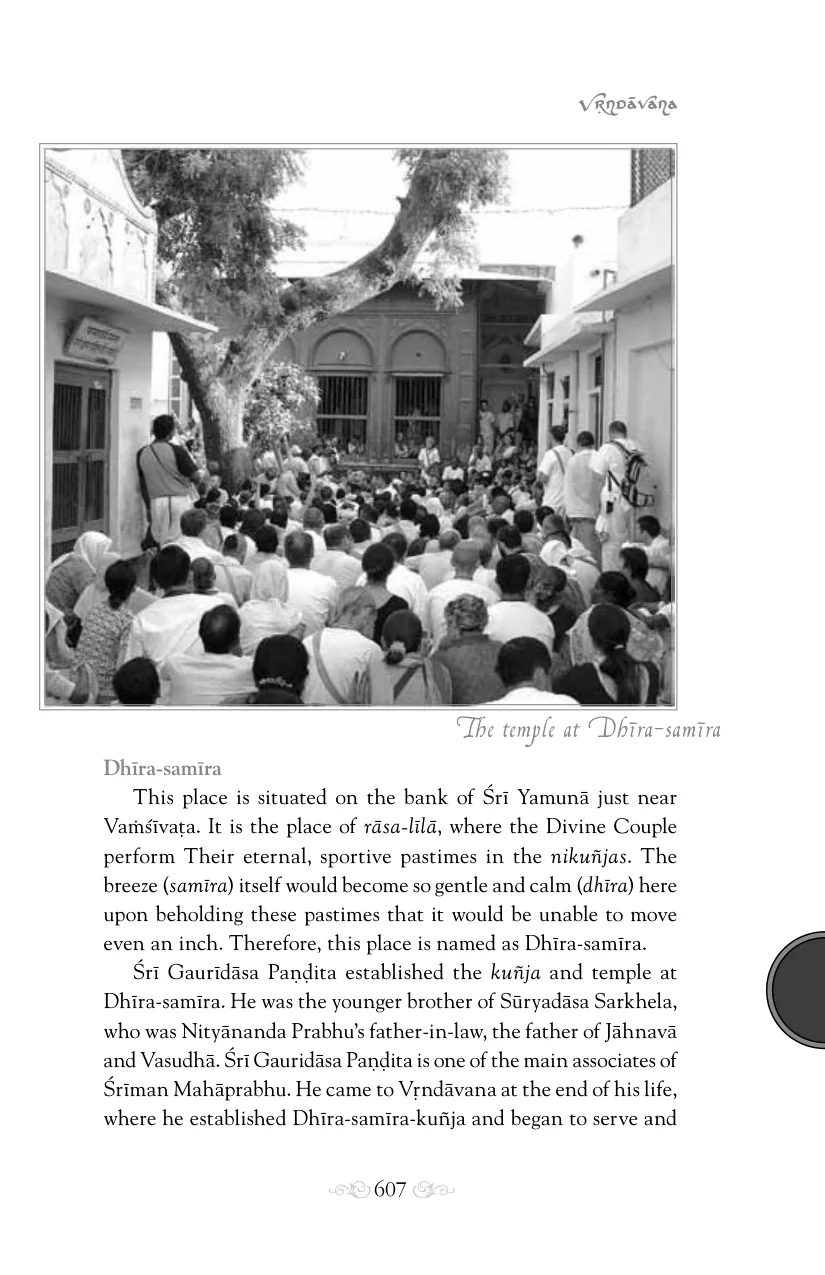 Vṛndāvana
The temple at Dhīra-samīra
Dhīra-samīra
This place is situated on the bank of Śrī Yamunā just near
Vaṁśīvaṭa. It is the place of rāsa-līlā, where the Divine Couple
perform Their eternal, sportive pastimes in the nikuñjas. The
breeze (samīra) itself would become so gentle and calm (dhīra) here
upon beholding these pastimes that it would be unable to move
even an inch. Therefore, this place is named as Dhīra-samīra.
Śrī Gaurīdāsa Paṇḍita established the kuñja and temple at
Dhīra-samīra. He was the younger brother of Sūryadāsa Sarkhela,
who was Nityānanda Prabhu’s father-in-law, the father of Jāhnavā
and Vasudhā. Śrī Gauridāsa Paṇḍita is one of the main associates of
Śrīman Mahāprabhu. He came to Vṛndāvana at the end of his life,
where he established Dhīra-samīra-kuñja and began to serve and
607